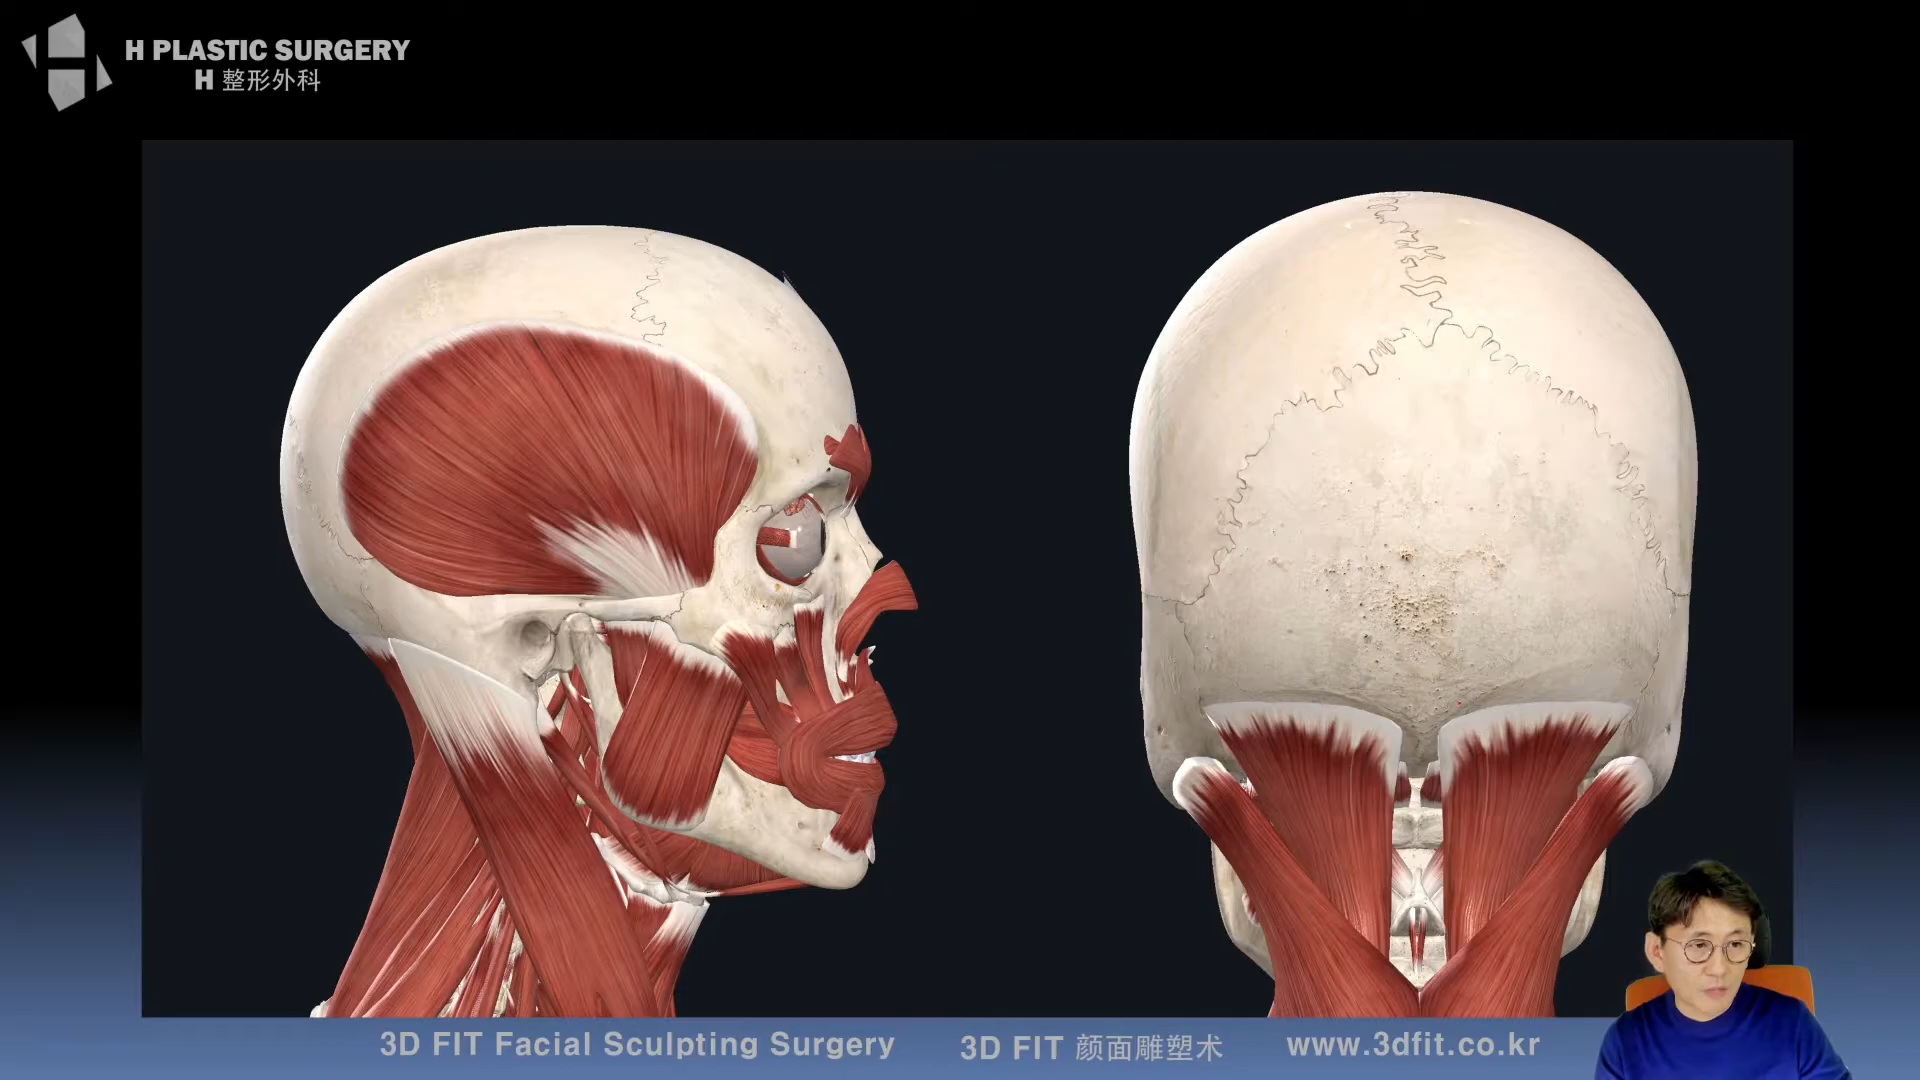 H PLASTIC SURGERY
H 整形外科
3D FIT Facial Sculpting Surgery 3D FIT 颜面雕塑术 www.3dfit.co.kr